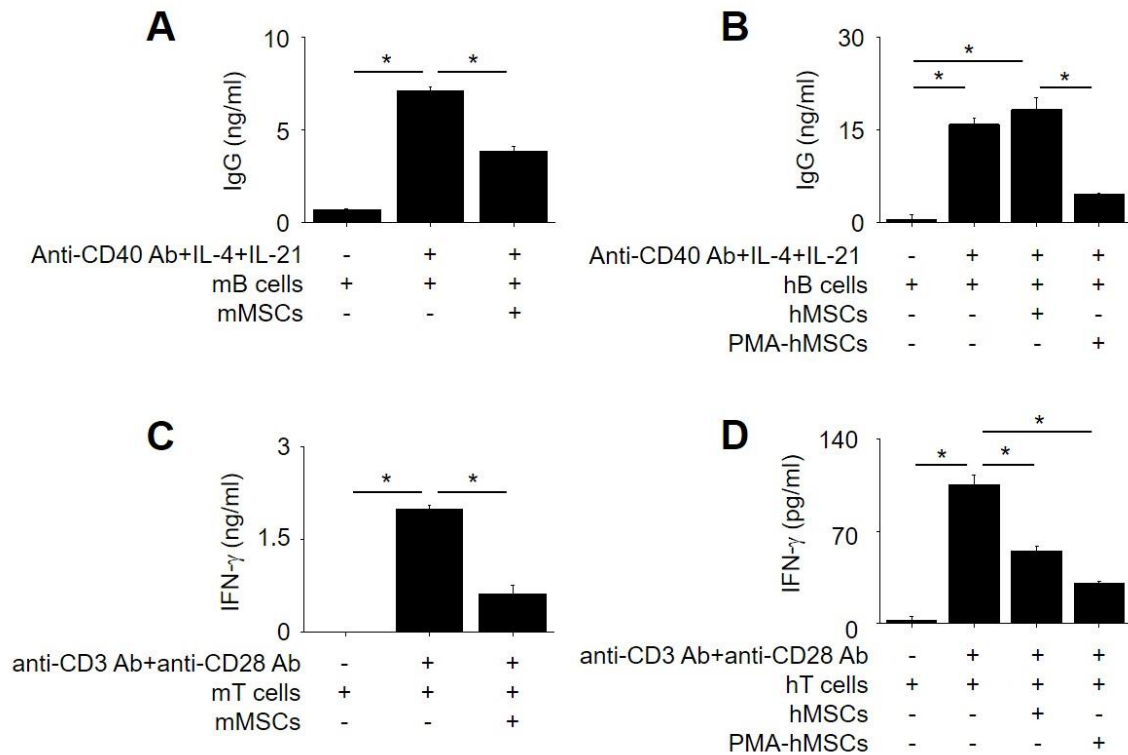 A
10
*
*
IgG (ng/ml)
5
0
Anti-CD40 Ab+IL-4+IL-21 - + +
mB cells + + +
mMSCs - - +
B
30
*
*
*
IgG (ng/ml)
15
0
Anti-CD40 Ab+IL-4+IL-21 - + + +
hB cells + + + +
hMSCs - - + -
PMA-hMSCs - - - +
C
3
*
*
IFN-γ (ng/ml)
1.5
0
anti-CD3 Ab+anti-CD28 Ab - + +
mT cells + + +
mMSCs - - +
D
140
*
*
*
IFN-γ (pg/ml)
70
0
anti-CD3 Ab+anti-CD28 Ab - + + +
hT cells + + + +
hMSCs - - + -
PMA-hMSCs - - - +